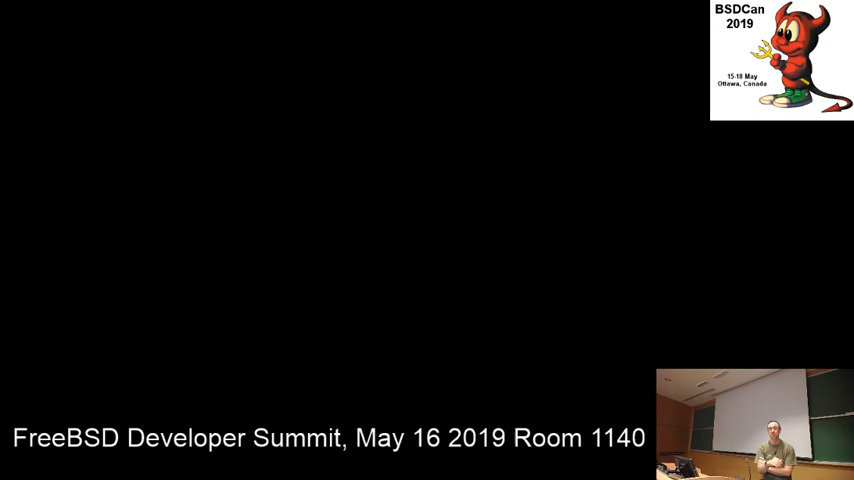 BSDCan
2019
15-18 May
Ottawa, Canada
FreeBSD Developer Summit, May 16 2019 Room 1140